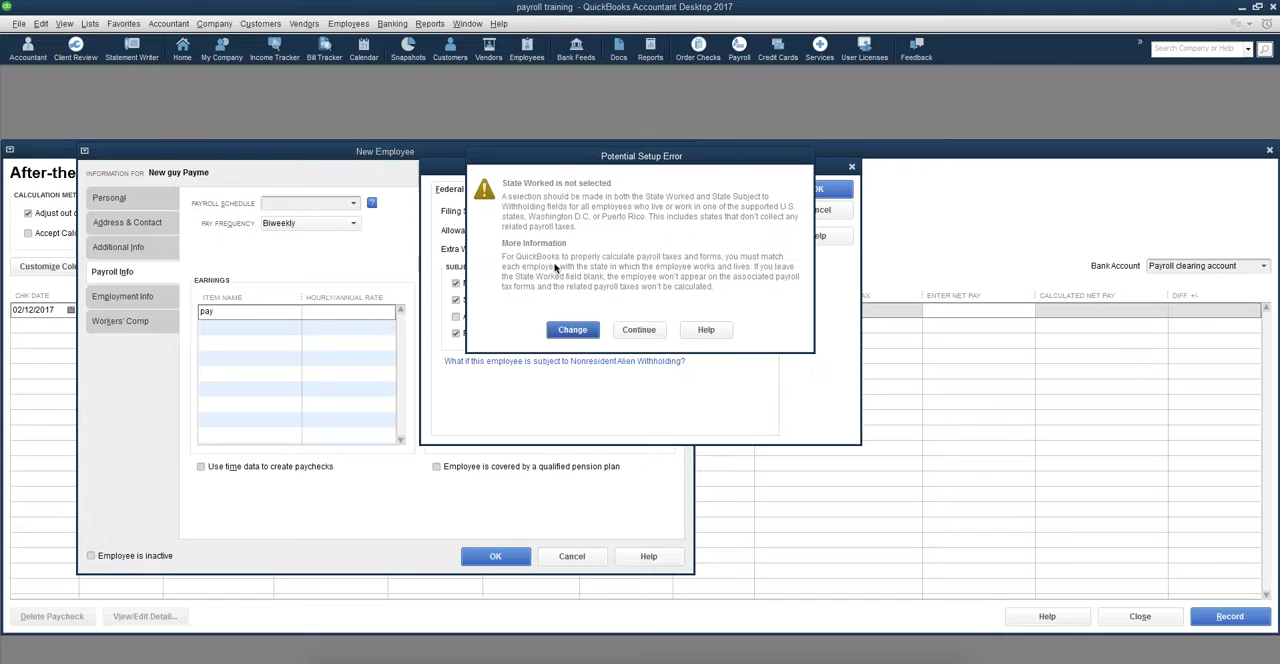 payroll training - QuickBooks Accountant Desktop 2017
File Edit View Lists Favorites Accountant Company Customers Vendors Employees Banking Reports Window Help
Accountant Client Review Statement Writer Home My Company Income Tracker Bill Tracker Calendar Snapshots Customers Vendors Employees Bank Feeds Docs Reports Order Checks Payroll Credit Cards Services User Licenses Feedback
Search Company or Help
After-the
CALCULATION MET
Adjust out o
Accept Calc
Customize Colu
CHK DATE
02/12/2017
New Employee
INFORMATION FOR New guy Payme
Personal
Address & Contact
Additional Info
Payroll Info
Employment Info
Workers' Comp
PAYROLL SCHEDULE
?
PAY FREQUENCY Biweekly
EARNINGS
ITEM NAME HOURLY/ANNUAL RATE
pay
Use time data to create paychecks
Employee is covered by a qualified pension plan
Employee is inactive
OK Cancel Help
Federal
Filing S
Allowa
Extra W
SUBJ
What if this employee is subject to Nonresident Alien Withholding?
OK
ncel
elp
Potential Setup Error
State Worked is not selected
A selection should be made in both the State Worked and State Subject to
Withholding fields for all employees who live or work in one of the supported U.S.
states, Washington D.C, or Puerto Rico. This includes states that don't collect any
related payroll taxes.
More Information
For QuickBooks to properly calculate payroll taxes and forms, you must match
each employee with the state in which the employee works and lives. If you leave
the State Worked field blank, the employee won't appear on the associated payroll
tax forms and the related payroll taxes won't be calculated.
Change Continue Help
Bank Account Payroll clearing account
AX ENTER NET PAY CALCULATED NET PAY DIFF. +/-
Delete Paycheck View/Edit Detail... Help Close Record